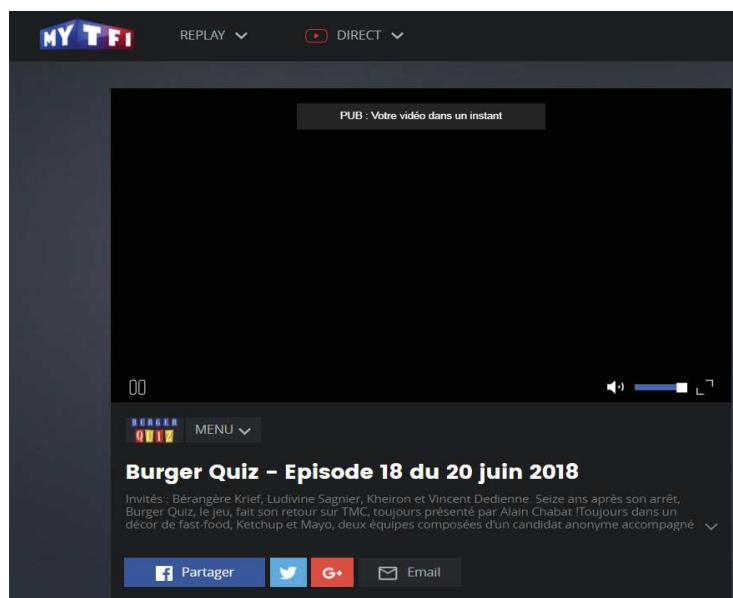 MYTF1
REPLAY
DIRECT
PUB : Votre vidéo dans un instant
BURGER
QUIZ
MENU
Burger Quiz – Episode 18 du 20 juin 2018
Invités : Bérangère Krief, Ludivine Sagnier, Kheiron et Vincent Dedienne. Seize ans après son arrêt,
Burger Quiz, le jeu, fait son retour sur TMC, toujours présenté par Alain Chabat !Toujours dans un
décor de fast-food, Ketchup et Mayo, deux équipes composées d'un candidat anonyme accompagné
Partager
G+
Email